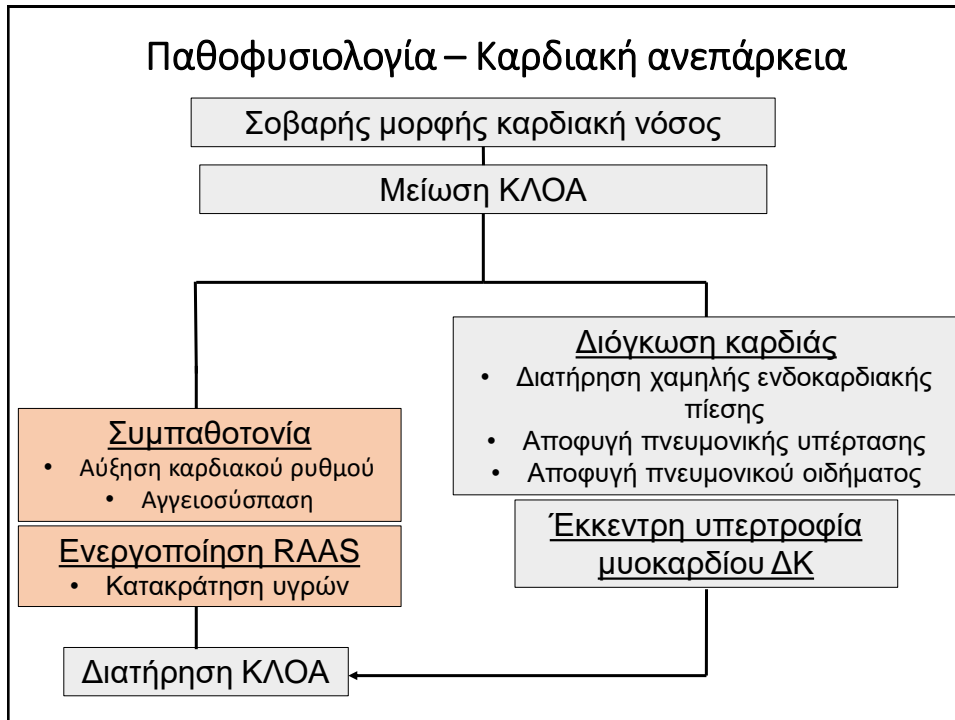 Παθοφυσιολογία – Καρδιακή ανεπάρκεια
Σοβαρής μορφής καρδιακή νόσος
Μείωση ΚΛΟΑ
Διόγκωση καρδιάς
• Διατήρηση χαμηλής ενδοκαρδιακής
πίεσης
• Αποφυγή πνευμονικής υπέρτασης
• Αποφυγή πνευμονικού οιδήματος
Συμπαθοτονία
• Αύξηση καρδιακού ρυθμού
• Αγγειοσύσπαση
Ενεργοποίηση RAAS
• Κατακράτηση υγρών
Έκκεντρη υπερτροφία
μυοκαρδίου ΔΚ
Διατήρηση ΚΛΟΑ